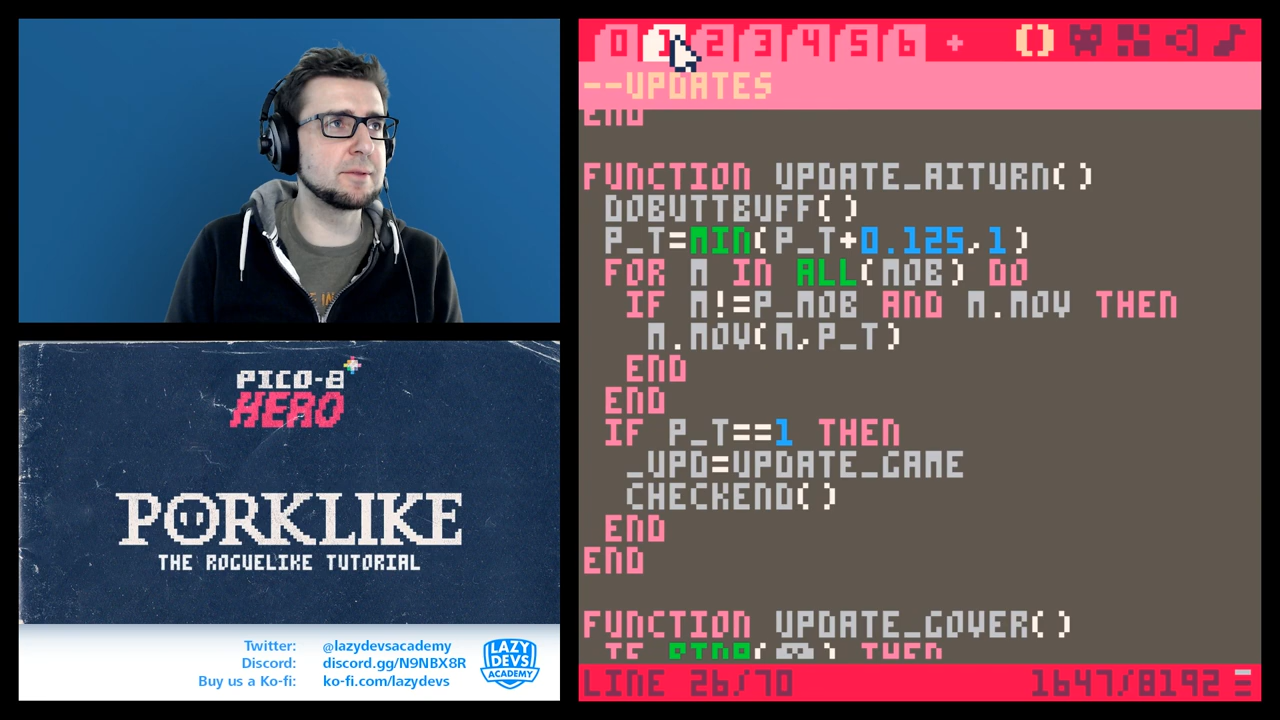 PICO-8
HERO
PORKLIKE
THE ROGUELIKE TUTORIAL
Twitter: @lazydevsacademy
Discord: discord.gg/N9NBX8R
Buy us a Ko-fi: ko-fi.com/lazydevs
LAZY
DEVS
ACADEMY
0 1 2 3 4 5 6 +
--UPDATES
END
FUNCTION UPDATE_AITURN()
DOBUTTBUFF()
P_T=MIN(P_T+0.125,1)
FOR M IN ALL(MOB) DO
IF M!=P_MOB AND M.MOV THEN
M.MOV(M,P_T)
END
END
IF P_T==1 THEN
_UPD=UPDATE_GAME
CHECKEND()
END
END
FUNCTION UPDATE_GOVER()
IF BTNP(❎) THEN
LINE 26/70
1647/8192